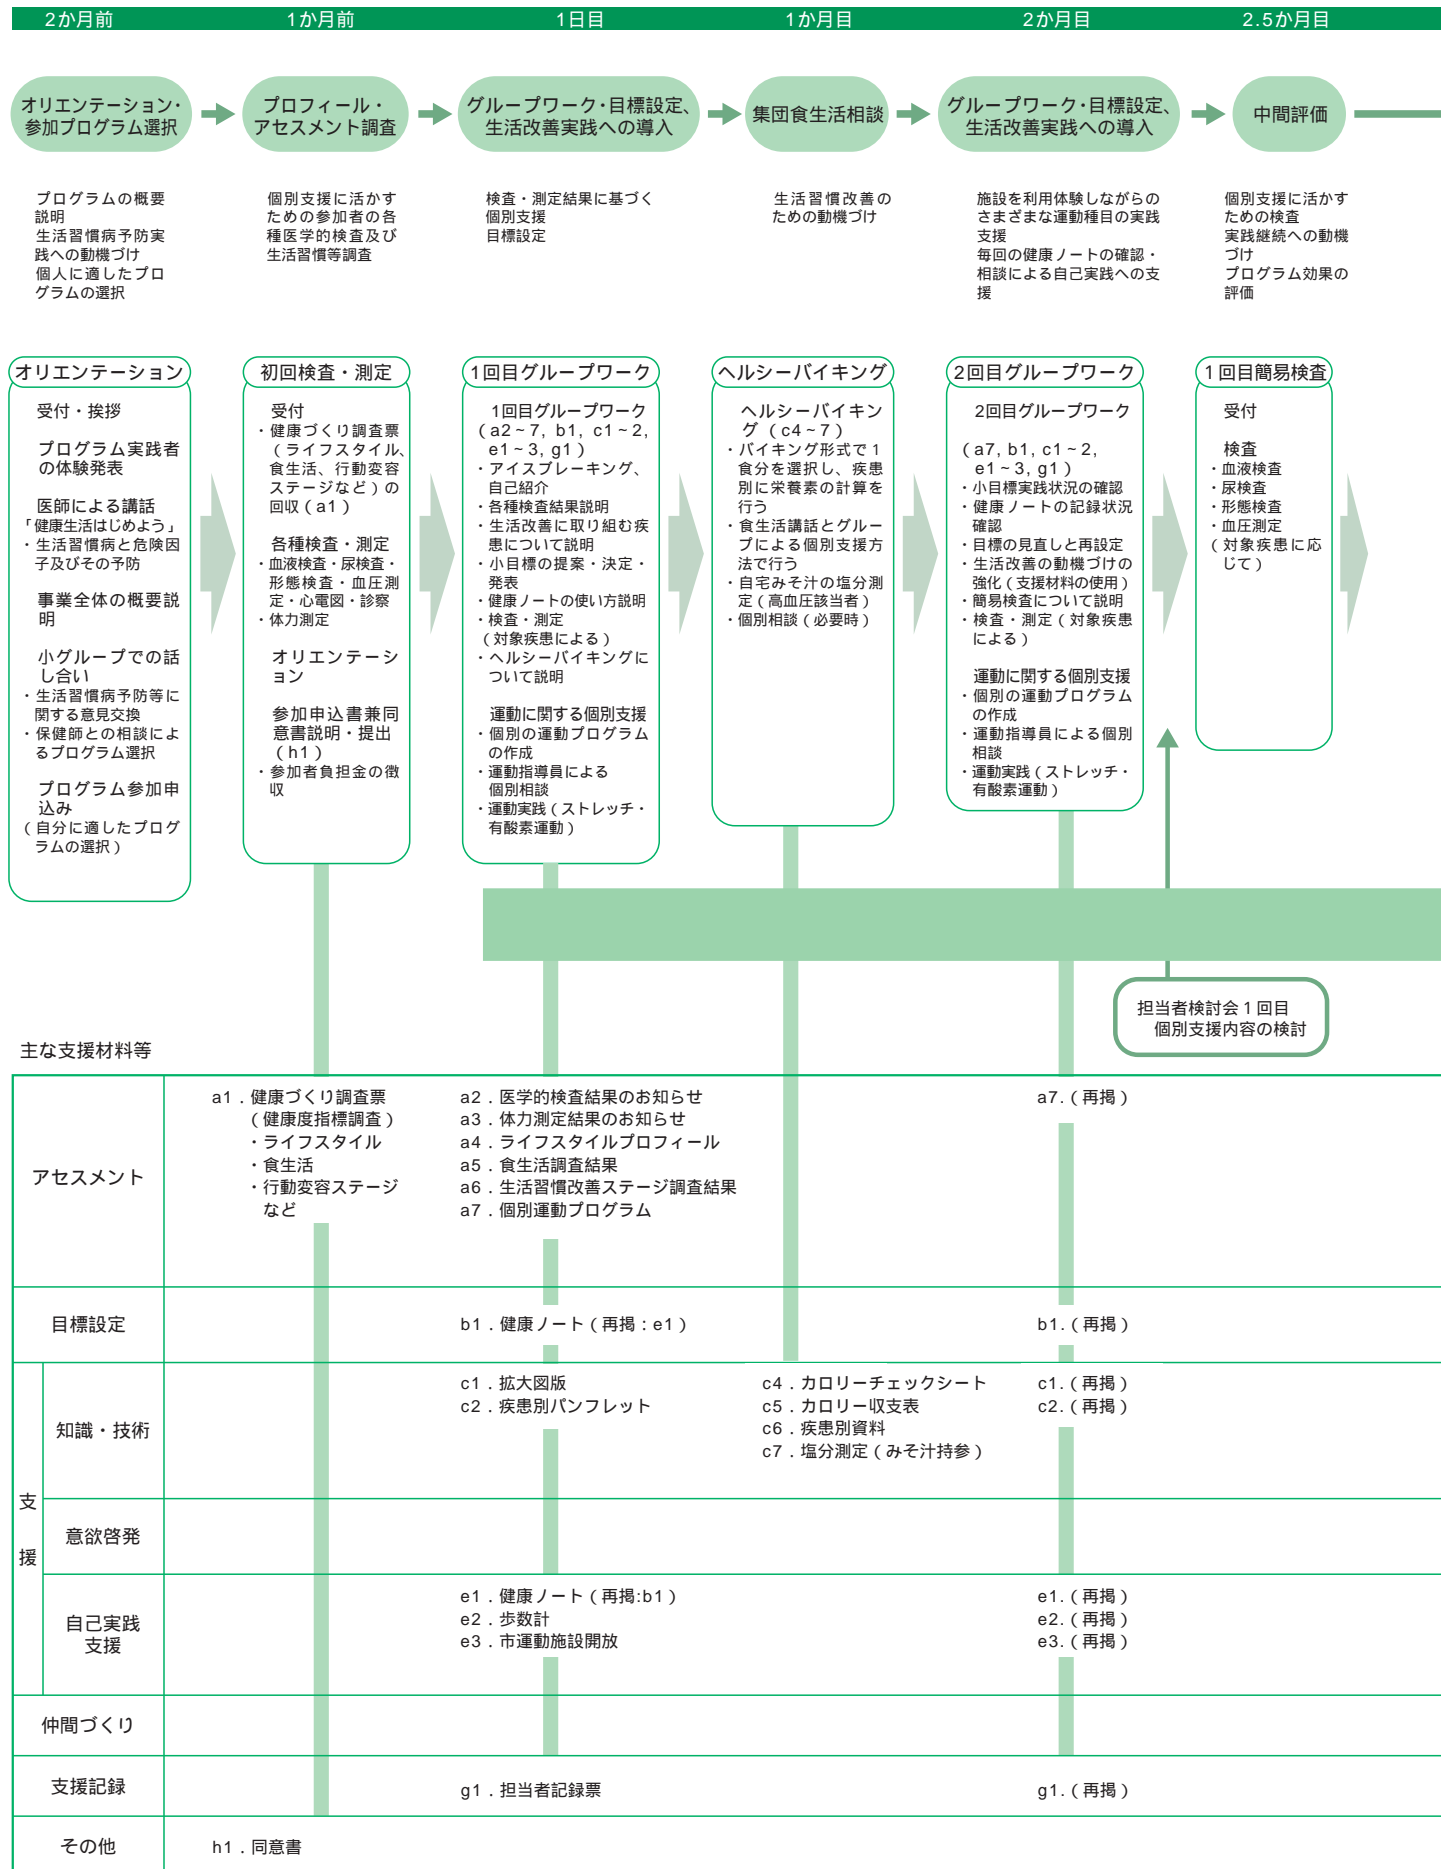 2か月前
1か月前
1日目
1か月目
2か月目
2.5か月目
オリエンテーション・
参加プログラム選択
プロフィール・
アセスメント調査
グループワーク・目標設定、
生活改善実践への導入
集団食生活相談
グループワーク・目標設定、
生活改善実践への導入
中間評価
プログラムの概要
説明
生活習慣病予防実
践への動機づけ
個人に適したプロ
グラムの選択
個別支援に活かす
ための参加者の各
種医学的検査及び
生活習慣等調査
検査・測定結果に基づく
個別支援
目標設定
生活習慣改善の
ための動機づけ
施設を利用体験しながらの
さまざまな運動種目の実践
支援
毎回の健康ノートの確認・
相談による自己実践への支
援
個別支援に活かす
ための検査
実践継続への動機
づけ
プログラム効果の
評価
オリエンテーション
受付・挨拶
プログラム実践者
の体験発表
医師による講話
「健康生活はじめよう」
・生活習慣病と危険因
子及びその予防
事業全体の概要説
明
小グループでの話
し合い
・生活習慣病予防等に
関する意見交換
・保健師との相談によ
るプログラム選択
プログラム参加申
込み
(自分に適したプログ
ラムの選択)
初回検査・測定
受付
・健康づくり調査票
(ライフスタイル、
食生活、行動変容
ステージなど)の
回収(a1)
各種検査・測定
・血液検査・尿検査・
形態検査・血圧測
定・心電図・診察
・体力測定
オリエンテーシ
ョン
参加申込書兼同
意書説明・提出
(h1)
・参加者負担金の徴
収
1回目グループワーク
1回目グループワーク
(a2~7, b1, c1~2,
e1~3, g1)
・アイスブレーキング、
自己紹介
・各種検査結果説明
・生活改善に取り組む疾
患について説明
・小目標の提案・決定・
発表
・健康ノートの使い方説明
・検査・測定
(対象疾患による)
・ヘルシーバイキングに
ついて説明
運動に関する個別支援
・個別の運動プログラム
の作成
・運動指導員による
個別相談
・運動実践(ストレッチ・
有酸素運動)
ヘルシーバイキング
ヘルシーバイキン
グ(c4~7)
・バイキング形式で1
食分を選択し、疾患
別に栄養素の計算を
行う
・食生活講話とグルー
プによる個別支援方
法で行う
・自宅みそ汁の塩分測
定(高血圧該当者)
・個別相談(必要時)
2回目グループワーク
2回目グループワーク
(a7, b1, c1~2,
e1~3, g1)
・小目標実践状況の確認
・健康ノートの記録状況
確認
・目標の見直しと再設定
・生活改善の動機づけの
強化(支援材料の使用)
・簡易検査について説明
・検査・測定(対象疾患
による)
運動に関する個別支援
・個別の運動プログラム
の作成
・運動指導員による個別
相談
・運動実践(ストレッチ・
有酸素運動)
1回目簡易検査
受付
検査
・血液検査
・尿検査
・形態検査
・血圧測定
(対象疾患に応
じて)
担当者検討会1回目
個別支援内容の検討
主な支援材料等
アセスメント
a1.健康づくり調査票
(健康度指標調査)
・ライフスタイル
・食生活
・行動変容ステージ
など
a2.医学的検査結果のお知らせ
a3.体力測定結果のお知らせ
a4.ライフスタイルプロフィール
a5.食生活調査結果
a6.生活習慣改善ステージ調査結果
a7.個別運動プログラム
a7.(再掲)
目標設定
b1.健康ノート(再掲:e1)
b1.(再掲)
支
援
知識・技術
c1.拡大図版
c2.疾患別パンフレット
c4.カロリーチェックシート
c5.カロリー収支表
c6.疾患別資料
c7.塩分測定(みそ汁持参)
c1.(再掲)
c2.(再掲)
意欲啓発
自己実践
支援
e1.健康ノート(再掲:b1)
e2.歩数計
e3.市運動施設開放
e1.(再掲)
e2.(再掲)
e3.(再掲)
仲間づくり
支援記録
g1.担当者記録票
g1.(再掲)
その他
h1.同意書